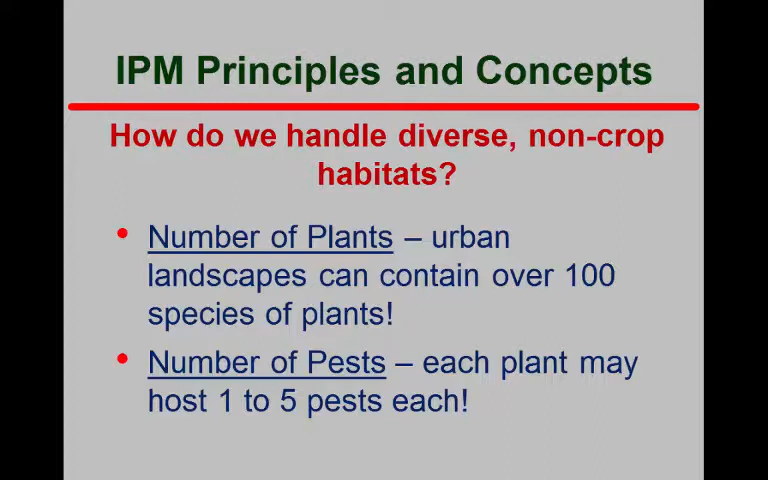 IPM Principles and Concepts
How do we handle diverse, non-crop
habitats?
• Number of Plants – urban
landscapes can contain over 100
species of plants!
• Number of Pests – each plant may
host 1 to 5 pests each!